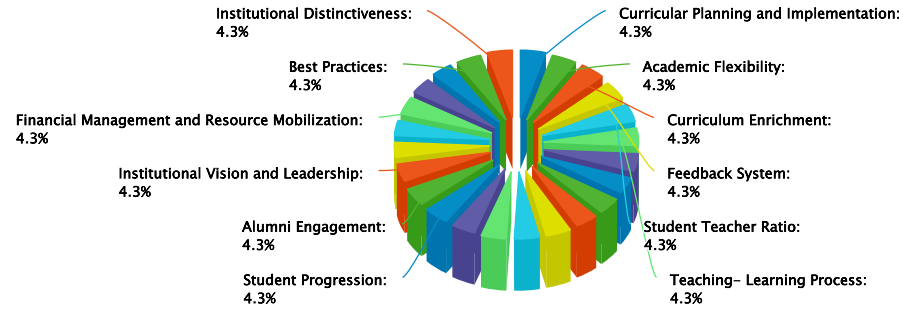 Institutional Distinctiveness:
4.3%
Curricular Planning and Implementation:
4.3%
Best Practices:
4.3%
Academic Flexibility:
4.3%
Financial Management and Resource Mobilization:
4.3%
Curriculum Enrichment:
4.3%
Institutional Vision and Leadership:
4.3%
Feedback System:
4.3%
Alumni Engagement:
4.3%
Student Teacher Ratio:
4.3%
Student Progression:
4.3%
Teaching- Learning Process:
4.3%